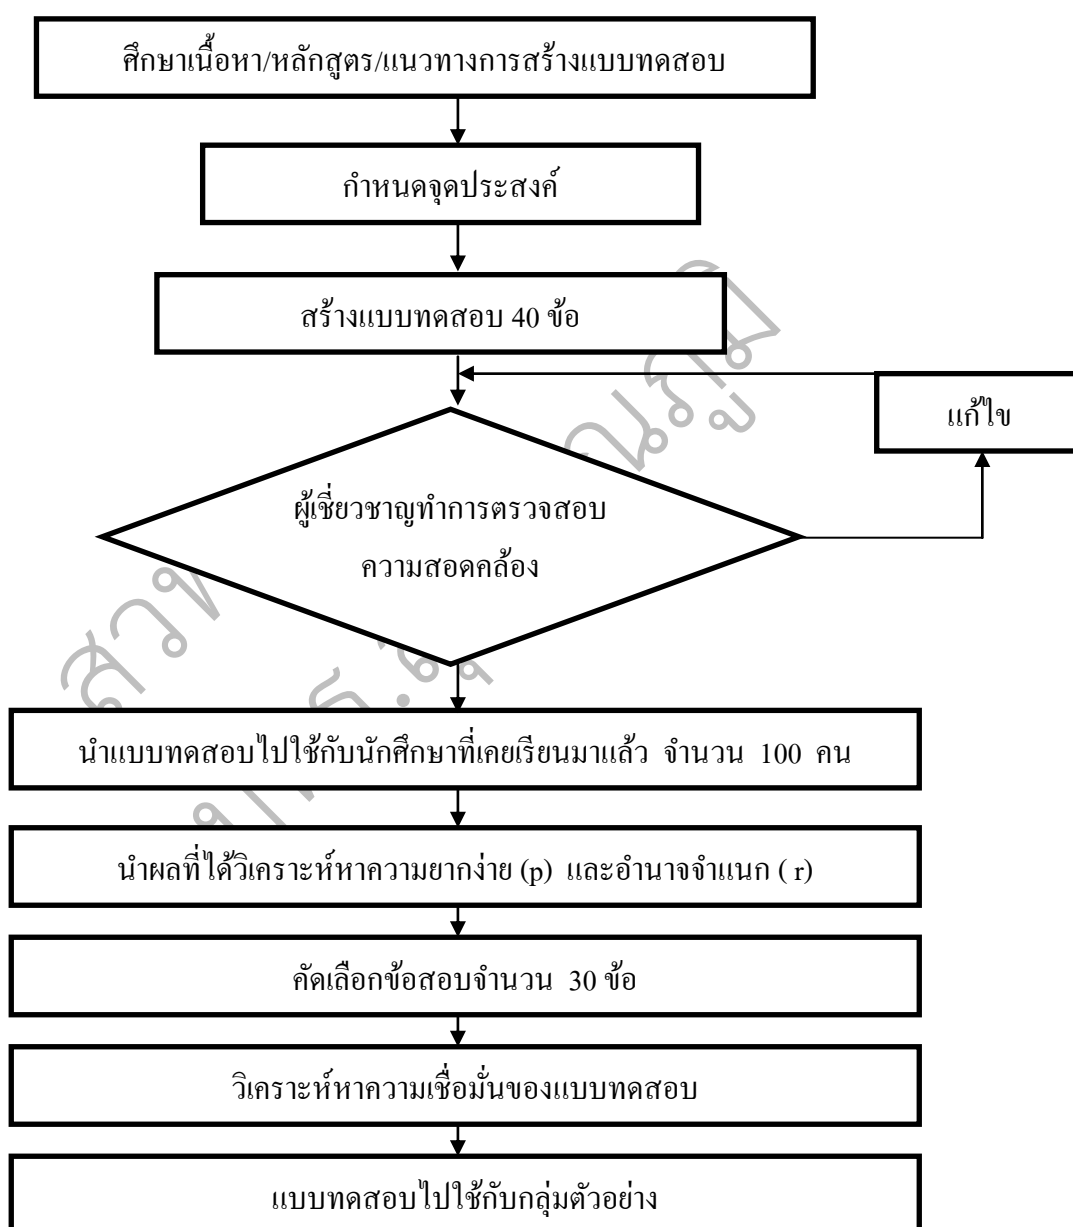 ศึกษาเนื้อหา/หลักสูตร/แนวทางการสร้างแบบทดสอบ
กำหนดจุดประสงค์
สร้างแบบทดสอบ 40 ข้อ
แก้ไข
ผู้เชี่ยวชาญทำการตรวจสอบ
ความสอดคล้อง
นำแบบทดสอบไปใช้กับนักศึกษาที่เคยเรียนมาแล้ว จำนวน 100 คน
นำผลที่ได้วิเคราะห์หาความยากง่าย (p) และอำนาจจำแนก ( r)
คัดเลือกข้อสอบจำนวน 30 ข้อ
วิเคราะห์หาความเชื่อมั่นของแบบทดสอบ
แบบทดสอบไปใช้กับกลุ่มตัวอย่าง